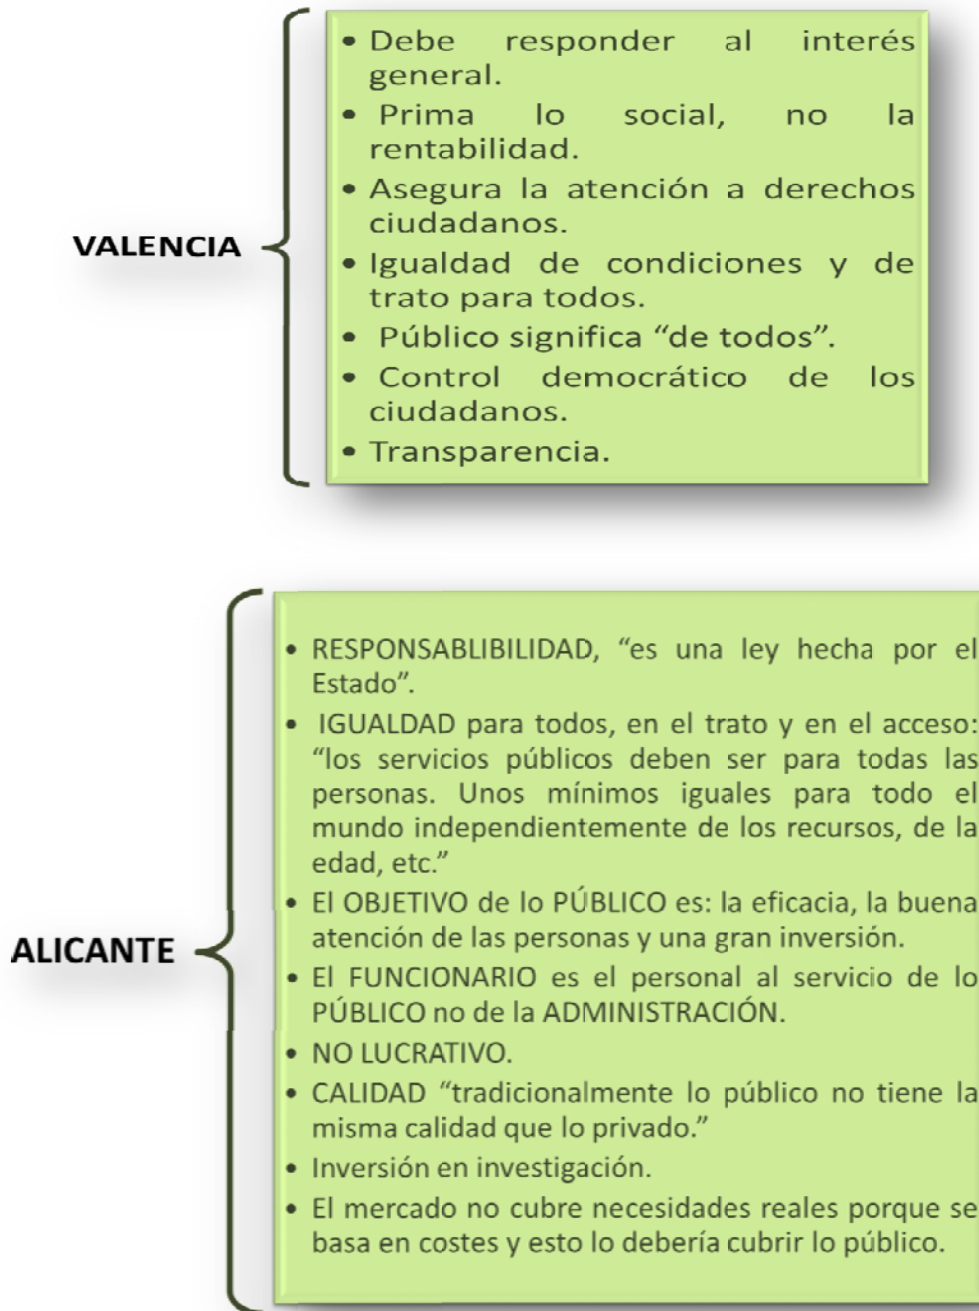 VALENCIA
• Debe responder al interés
general.
• Prima lo social, no la
rentabilidad.
• Asegura la atención a derechos
ciudadanos.
• Igualdad de condiciones y de
trato para todos.
• Público significa “de todos”.
• Control democrático de los
ciudadanos.
• Transparencia.
ALICANTE
• RESPONSABLIBILIDAD, “es una ley hecha por el
Estado”.
• IGUALDAD para todos, en el trato y en el acceso:
“los servicios públicos deben ser para todas las
personas. Unos mínimos iguales para todo el
mundo independientemente de los recursos, de la
edad, etc.”
• El OBJETIVO de lo PÚBLICO es: la eficacia, la buena
atención de las personas y una gran inversión.
• El FUNCIONARIO es el personal al servicio de lo
PÚBLICO no de la ADMINISTRACIÓN.
• NO LUCRATIVO.
• CALIDAD “tradicionalmente lo público no tiene la
misma calidad que lo privado.”
• Inversión en investigación.
• El mercado no cubre necesidades reales porque se
basa en costes y esto lo debería cubrir lo público.